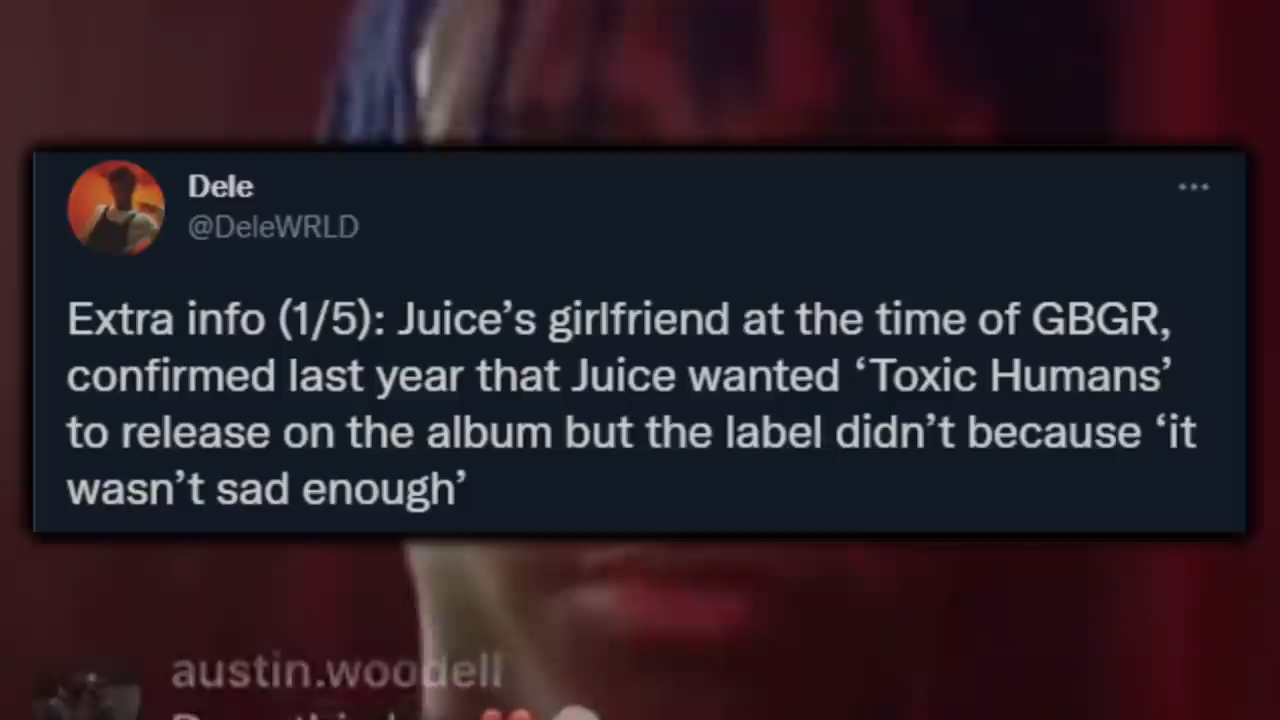 Dele
@DeleWRLD
Extra info (1/5): Juice’s girlfriend at the time of GBGR,
confirmed last year that Juice wanted ‘Toxic Humans’
to release on the album but the label didn’t because ‘it
wasn’t sad enough’
austin.woodell